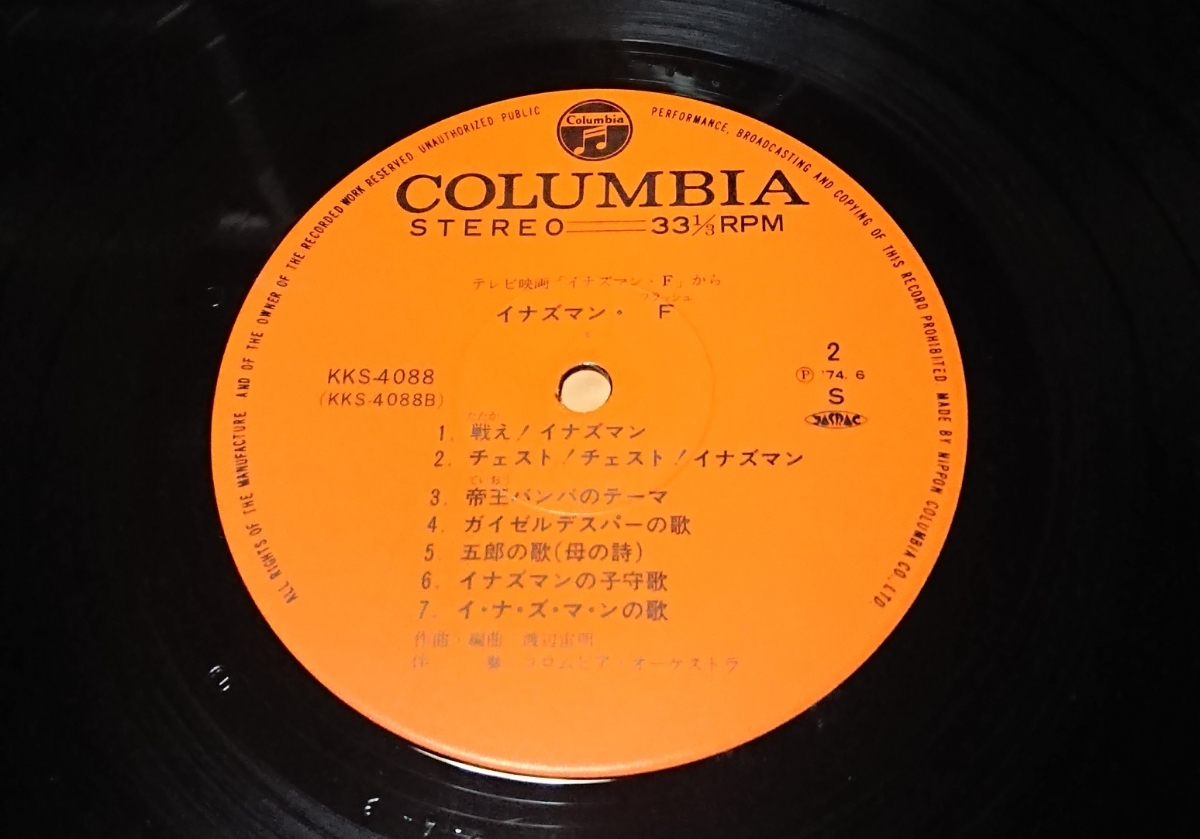 ALL RIGHTS OF THE MANUFACTURE AND OF THE OWNER OF THE RECORDED WORK RESERVED. UNAUTHORIZED PUBLIC
PERFORMANCE, BROADCASTING AND COPYING OF THIS RECORD PROHIBITED MADE BY NIPPON COLUMBIA CO., LTD
Columbia
COLUMBIA
STEREO 33⅓RPM
テレビ映画「イナズマン・F」から
フラッシュ
イナズマン・ F
2
Ⓟ '74. 6
S
JASRAC
KKS-4088
(KKS-4088B)
たたか
1. 戦え!イナズマン
2. チェスト!チェスト!イナズマン
ていおう
3. 帝王バンバのテーマ
4. ガイゼルデスパーの歌
5. 五郎の歌(母の詩)
6. イナズマンの子守歌
7. イ・ナ・ズ・マ・ンの歌
作曲・編曲 渡辺宙明
伴 奏 コロムビア・オーケストラ